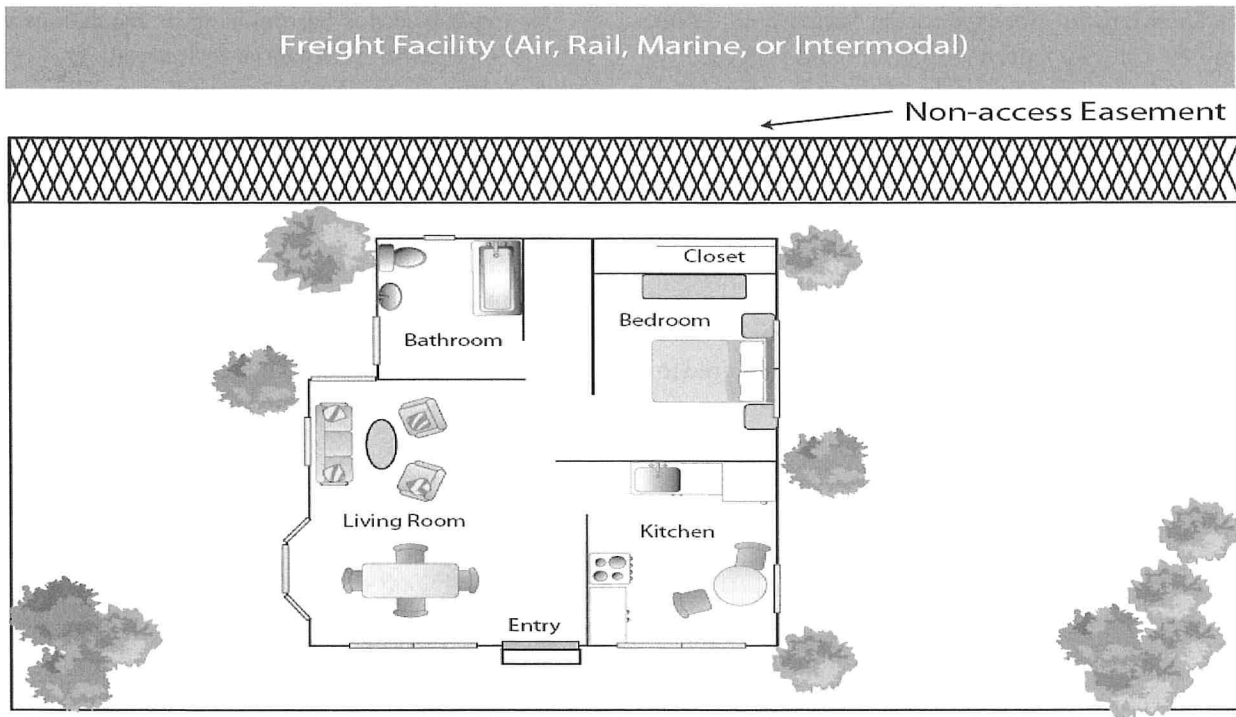 Freight Facility (Air, Rail, Marine, or Intermodal)
Non-access Easement
Closet
Bedroom
Bathroom
Living Room
Kitchen
Entry